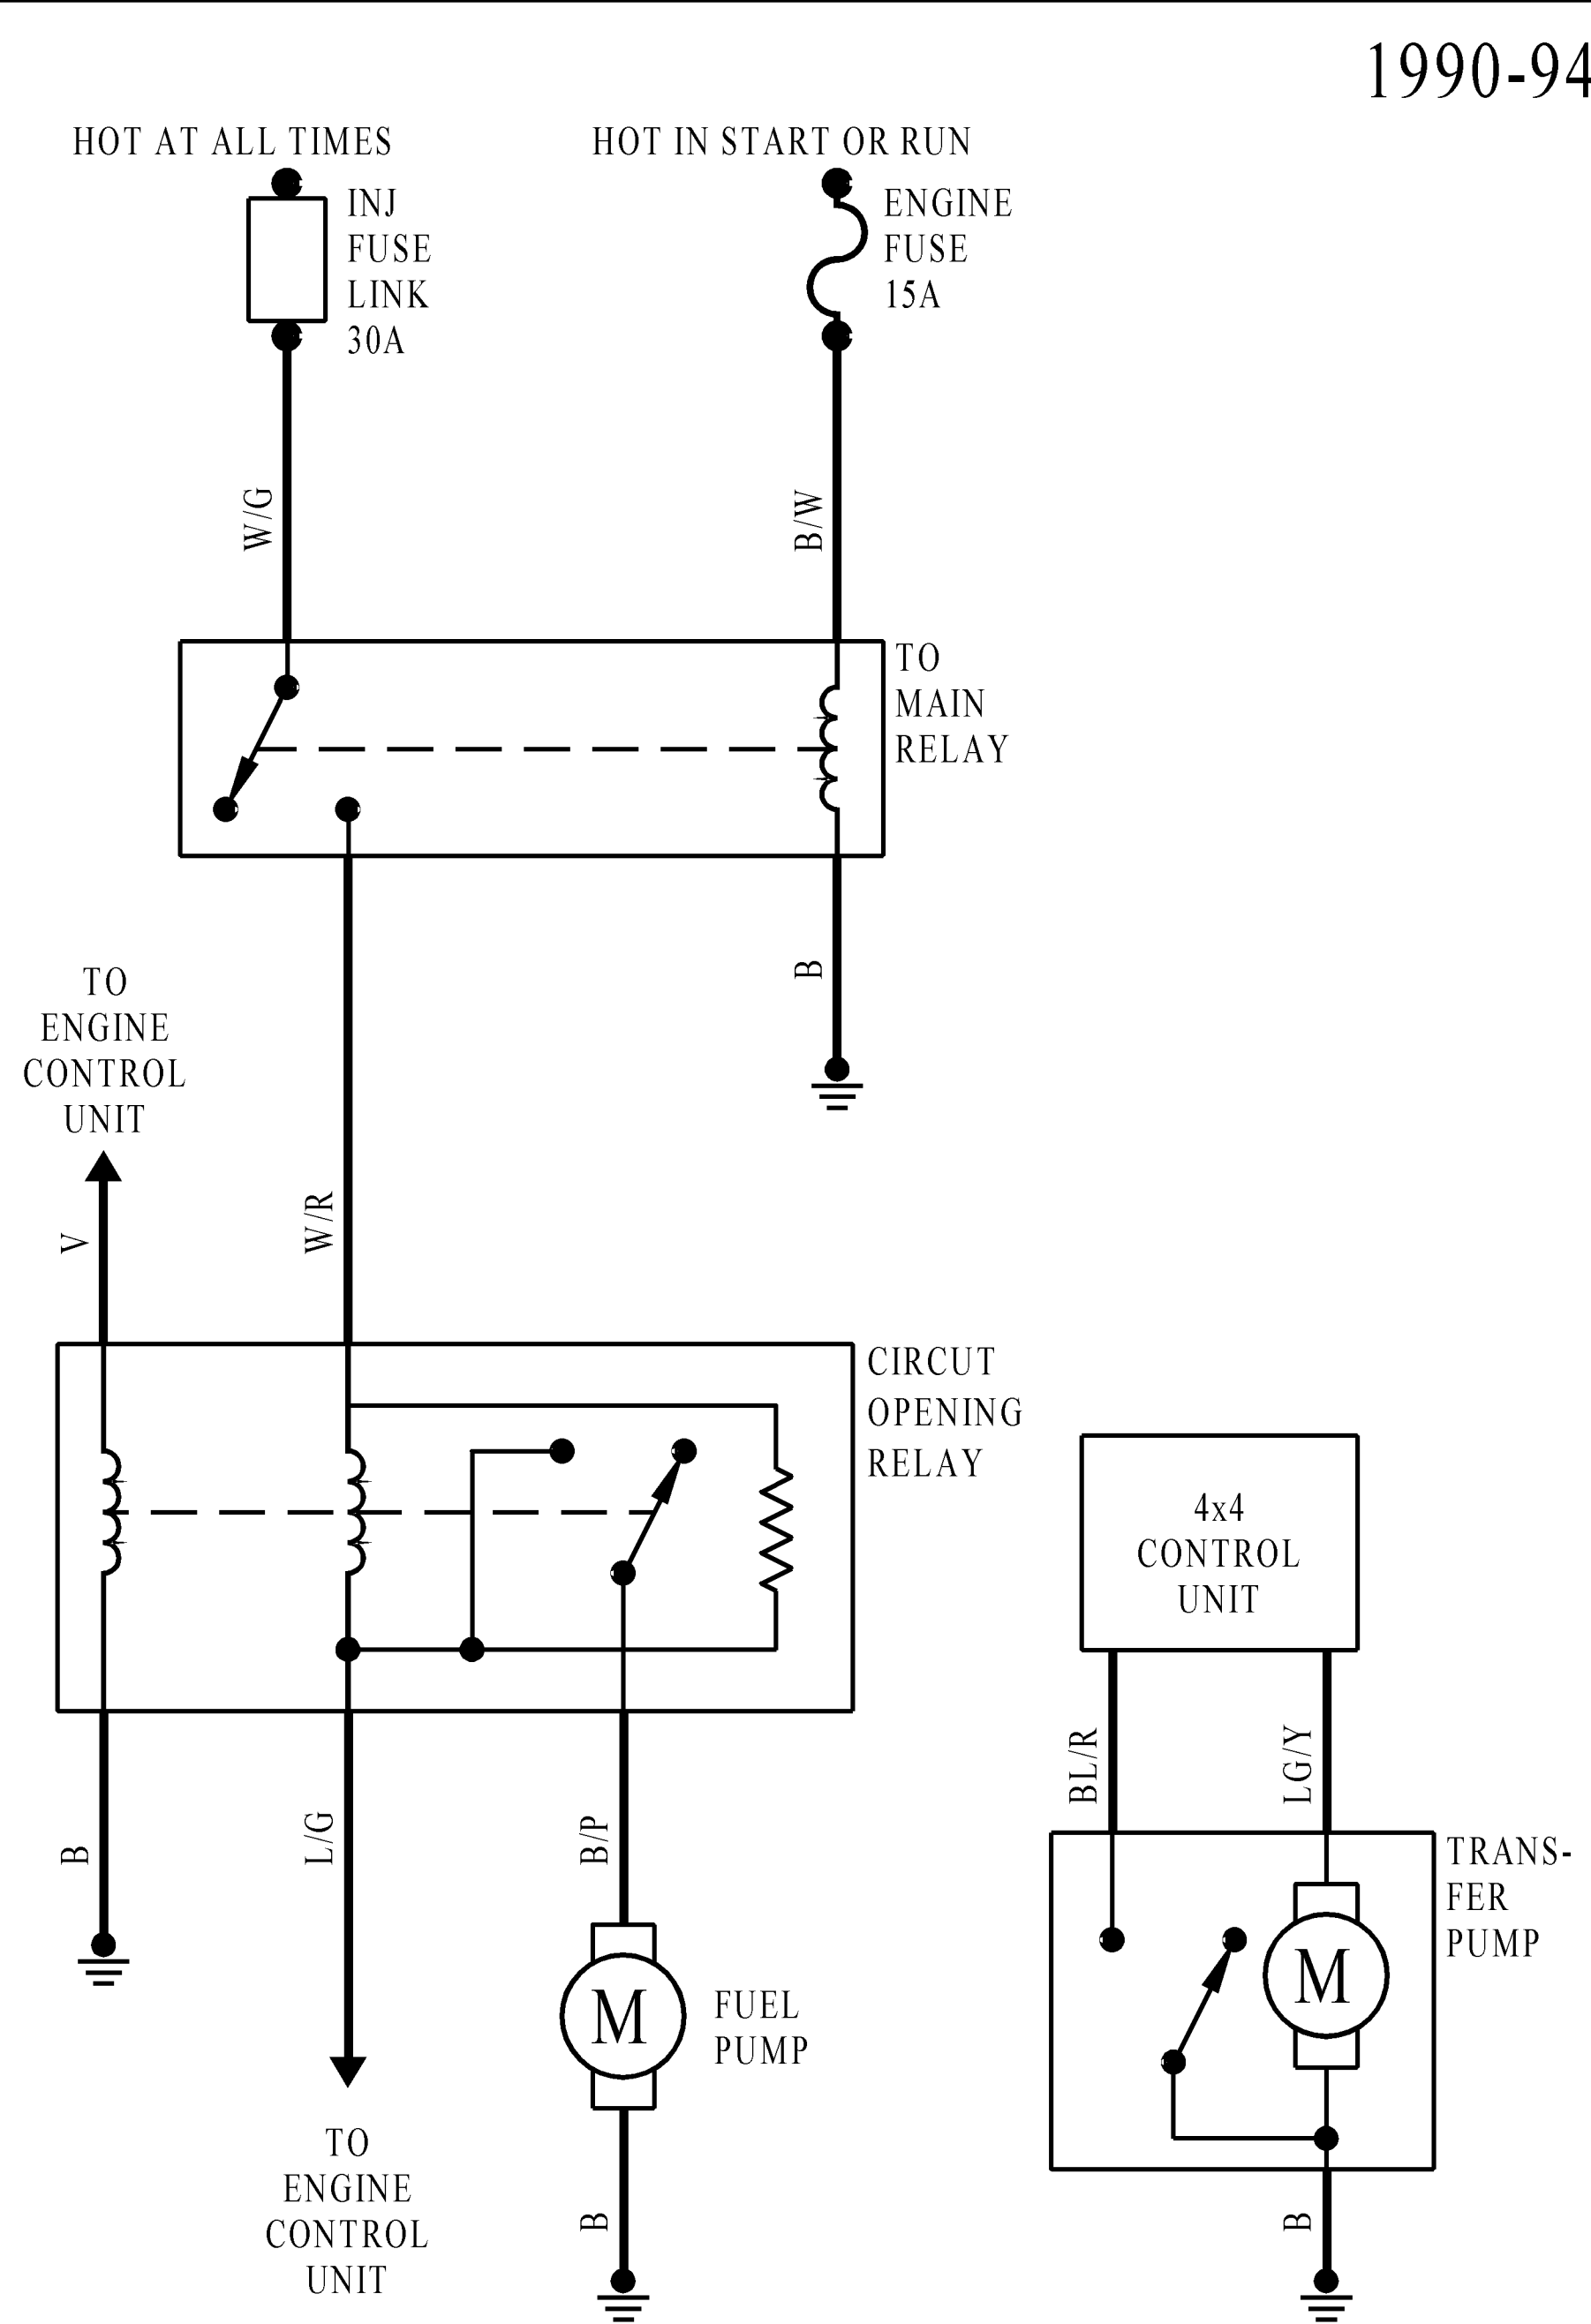 1990-94
HOT AT ALL TIMES
HOT IN START OR RUN
INJ
FUSE
LINK
30A
ENGINE
FUSE
15A
W/G
B/W
TO
MAIN
RELAY
B
TO
ENGINE
CONTROL
UNIT
V
W/R
CIRCUT
OPENING
RELAY
4x4
CONTROL
UNIT
BL/R
LG/Y
B
L/G
B/P
TRANS-
FER
PUMP
M
M
FUEL
PUMP
TO
ENGINE
CONTROL
UNIT
B
B